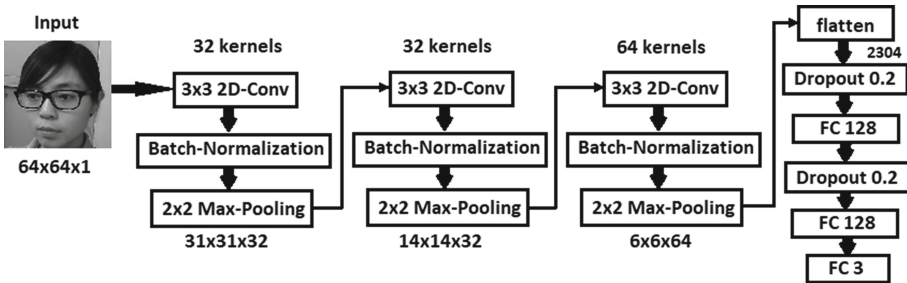 Input
64x64x1
32 kernels
3x3 2D-Conv
Batch-Normalization
2x2 Max-Pooling
31x31x32
32 kernels
3x3 2D-Conv
Batch-Normalization
2x2 Max-Pooling
14x14x32
64 kernels
3x3 2D-Conv
Batch-Normalization
2x2 Max-Pooling
6x6x64
flatten
2304
Dropout 0.2
FC 128
Dropout 0.2
FC 128
FC 3